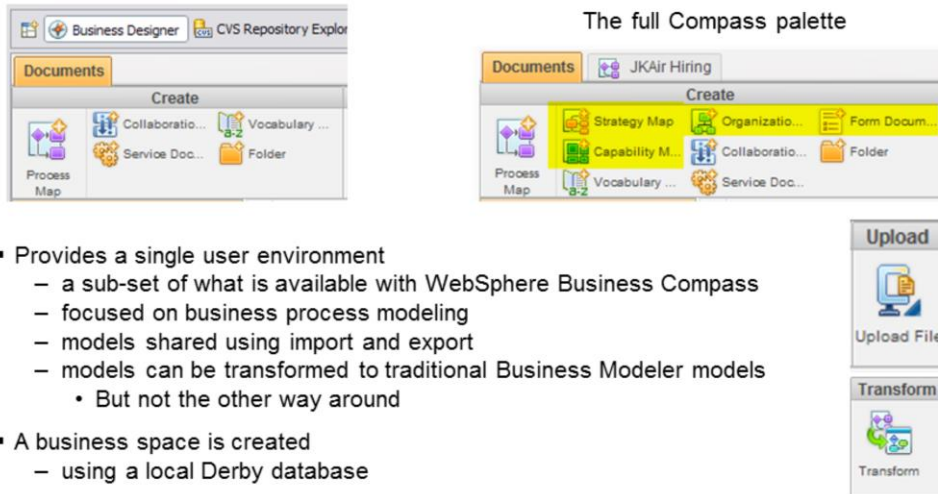 Business Designer CVS Repository Explor
Documents
Create
Process Map
Collaboratio...
Vocabulary ...
Service Doc...
Folder
The full Compass palette
Documents JKAir Hiring
Create
Process Map
Strategy Map
Organizatio...
Form Docum...
Capability M...
Collaboratio...
Folder
Vocabulary ...
Service Doc...
▪ Provides a single user environment
– a sub-set of what is available with WebSphere Business Compass
– focused on business process modeling
– models shared using import and export
– models can be transformed to traditional Business Modeler models
• But not the other way around
▪ A business space is created
– using a local Derby database
Upload
Upload File
Transform
Transform